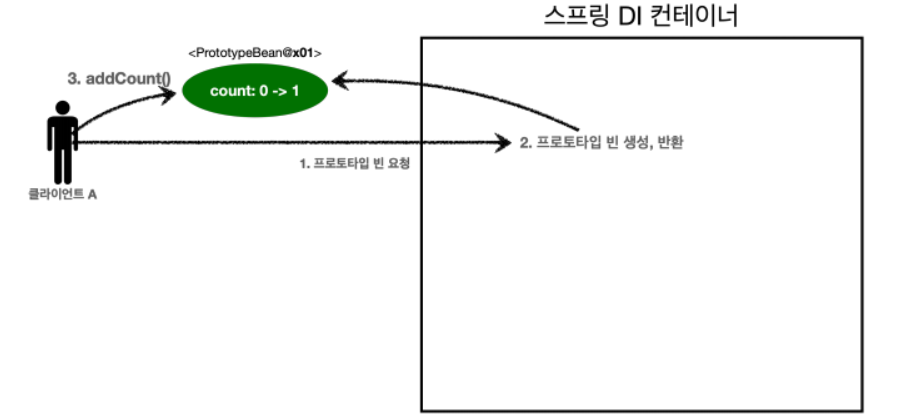 스프링 DI 컨테이너
<PrototypeBean@x01>
3. addCount()
count: 0 -> 1
2. 프로토타입 빈 생성, 반환
1. 프로토타입 빈 요청
클라이언트 A